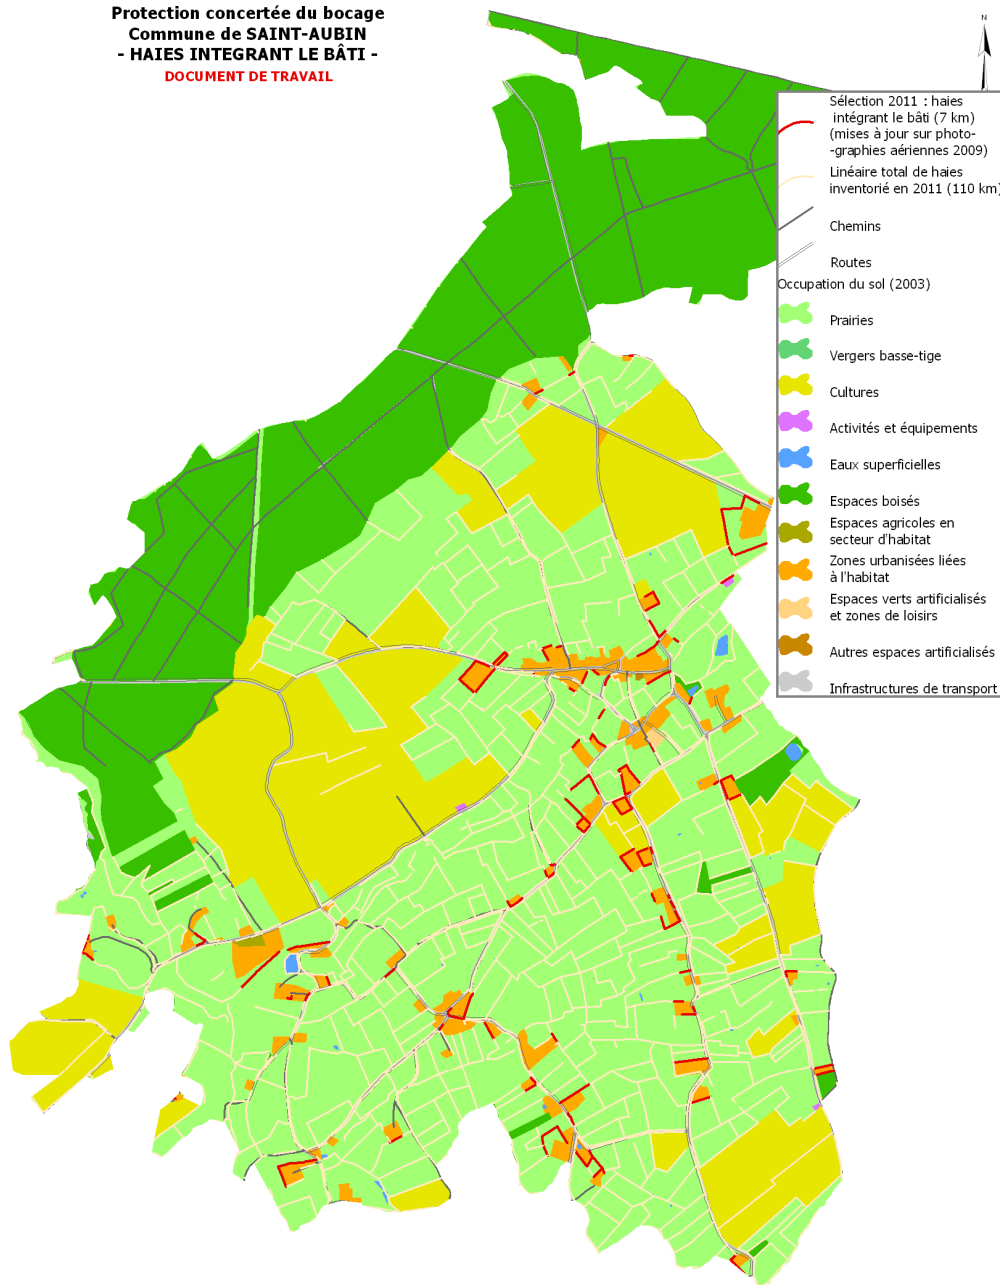 Protection concertée du bocage
Commune de SAINT-AUBIN
- HAIES INTEGRANT LE BÂTI -
DOCUMENT DE TRAVAIL
N
Sélection 2011 : haies
intégrant le bâti (7 km)
(mises à jour sur photo-
-graphies aériennes 2009)
Linéaire total de haies
inventorié en 2011 (110 km)
Chemins
Routes
Occupation du sol (2003)
Prairies
Vergers basse-tige
Cultures
Activités et équipements
Eaux superficielles
Espaces boisés
Espaces agricoles en
secteur d'habitat
Zones urbanisées liées
à l'habitat
Espaces verts artificialisés
et zones de loisirs
Autres espaces artificialisés
Infrastructures de transport